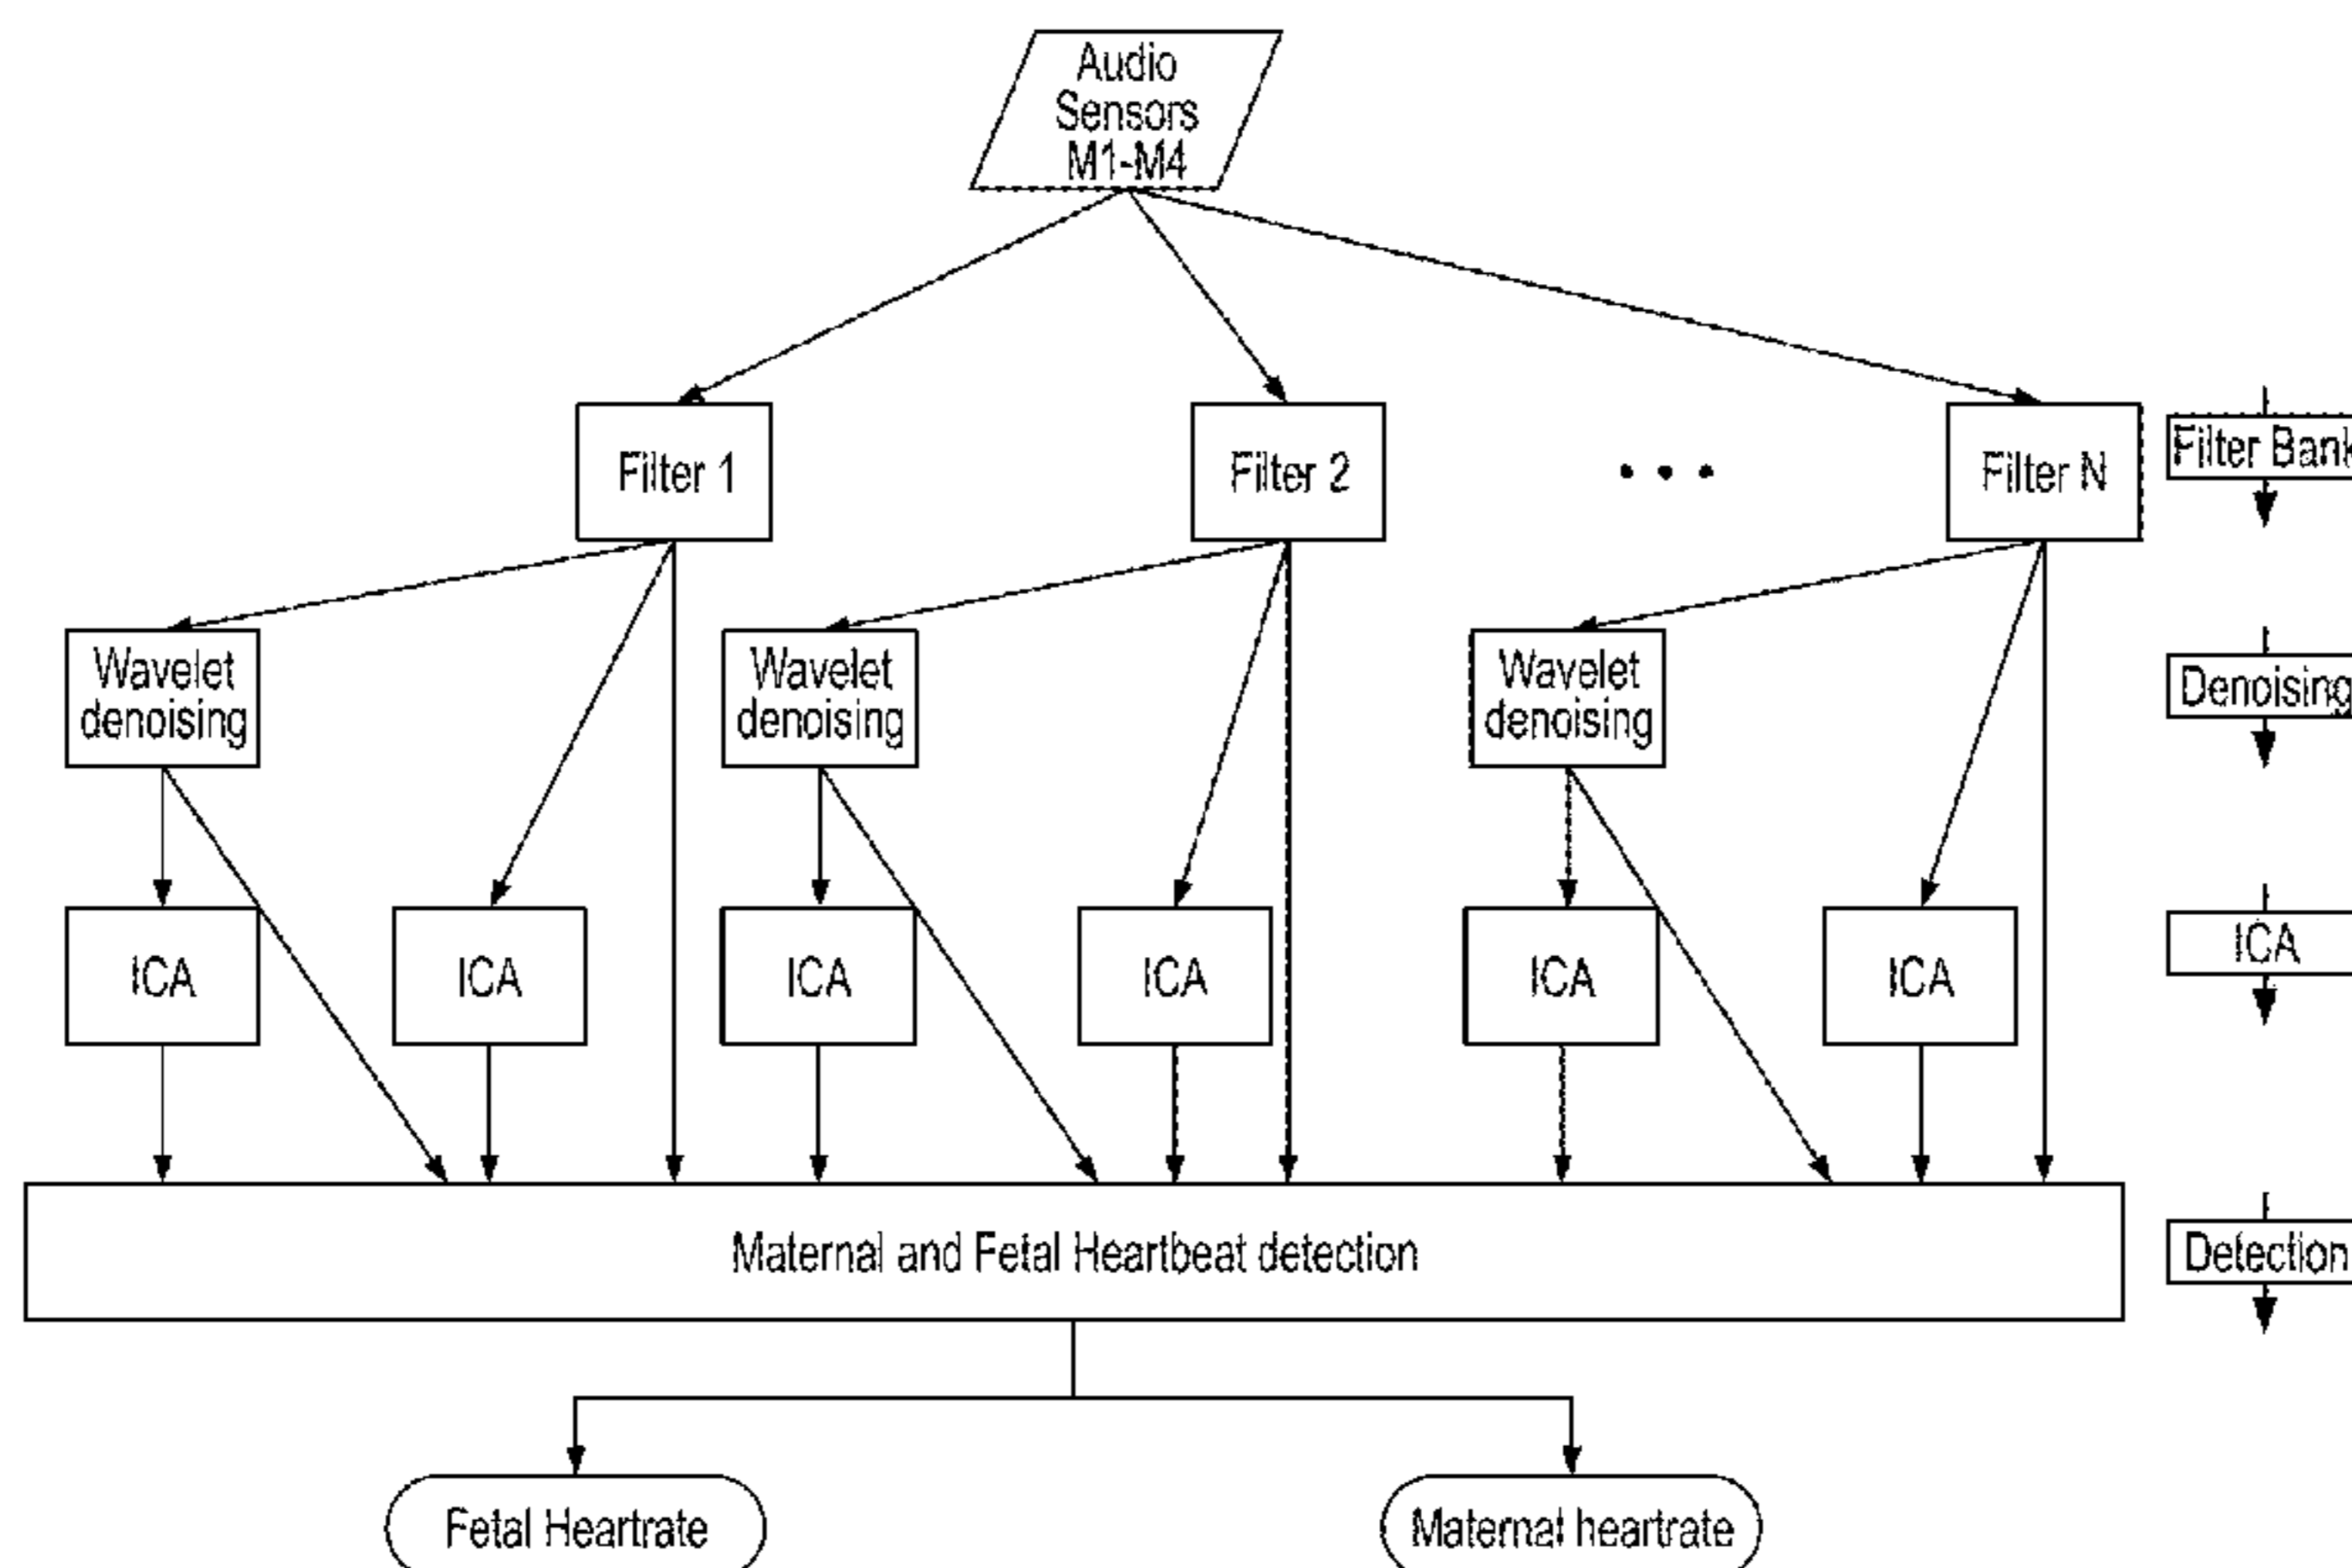 Audio
Sensors
M1-M4
Filter 1
Filter 2
• • •
Filter N
Filter Bank
Wavelet
denoising
Wavelet
denoising
Wavelet
denoising
Denoising
ICA
ICA
ICA
ICA
ICA
ICA
ICA
Maternal and Fetal Heartbeat detection
Detection
Fetal Heartrate
Maternal heartrate